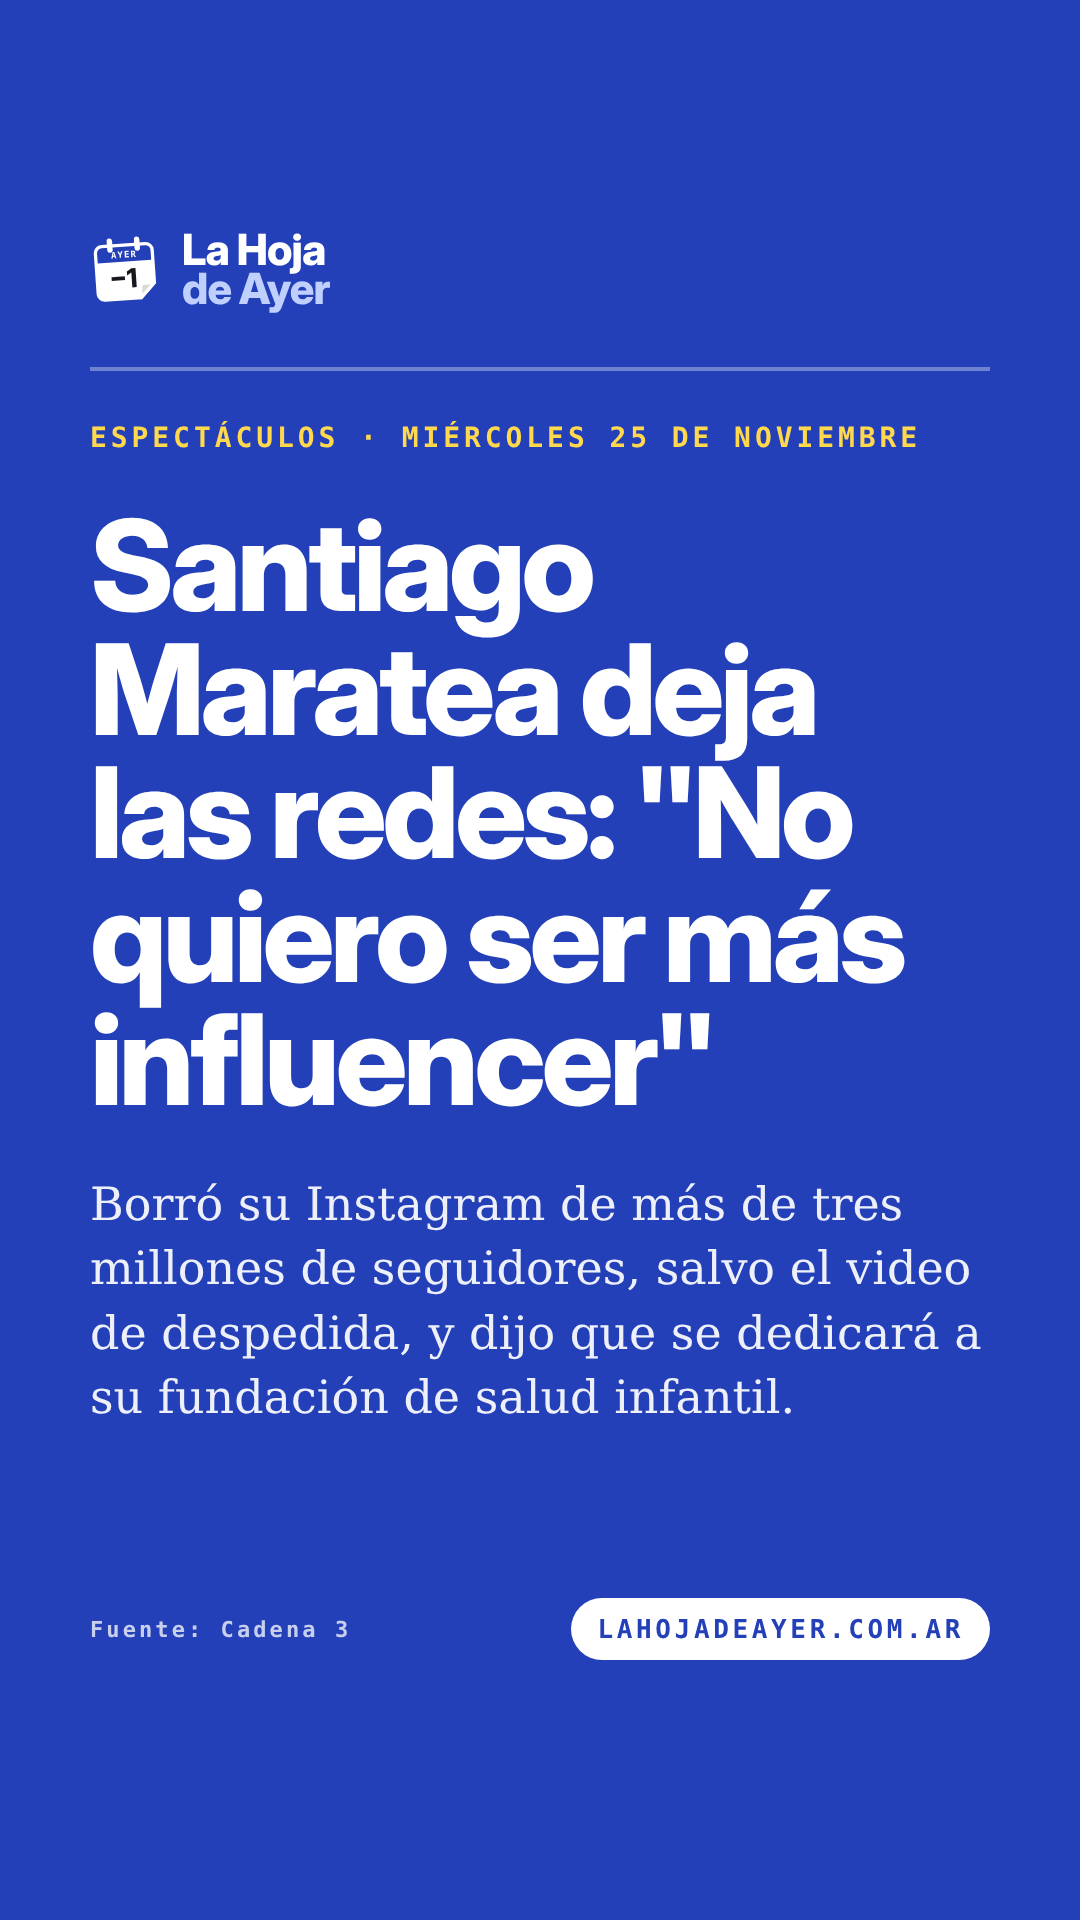 AYER
–1
La Hoja
de Ayer
ESPECTÁCULOS · MIÉRCOLES 25 DE NOVIEMBRE
Santiago
Maratea deja
las redes: "No
quiero ser más
influencer"
Borró su Instagram de más de tres
millones de seguidores, salvo el video
de despedida, y dijo que se dedicará a
su fundación de salud infantil.
Fuente: Cadena 3
LAHOJADEAYER.COM.AR